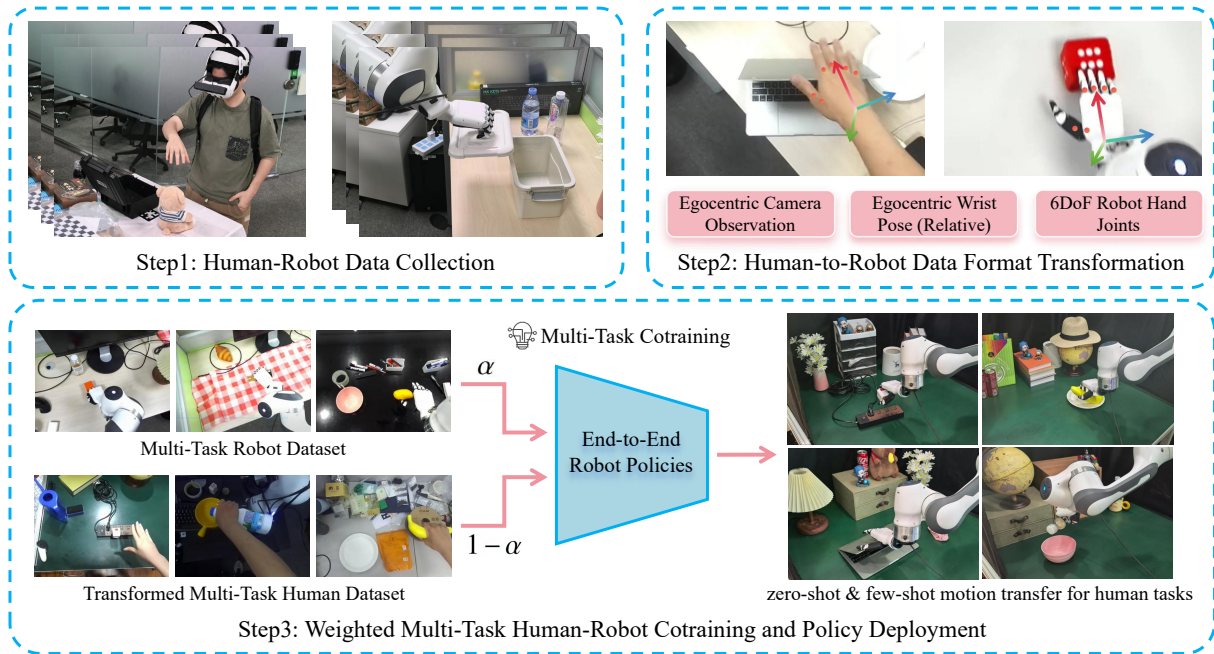 Egocentric Camera
Observation
Egocentric Wrist
Pose (Relative)
6DoF Robot Hand
Joints
Step1: Human-Robot Data Collection
Step2: Human-to-Robot Data Format Transformation
Multi-Task Cotraining
α
End-to-End
Robot Policies
Multi-Task Robot Dataset
1 − α
Transformed Multi-Task Human Dataset
zero-shot & few-shot motion transfer for human tasks
Step3: Weighted Multi-Task Human-Robot Cotraining and Policy Deployment